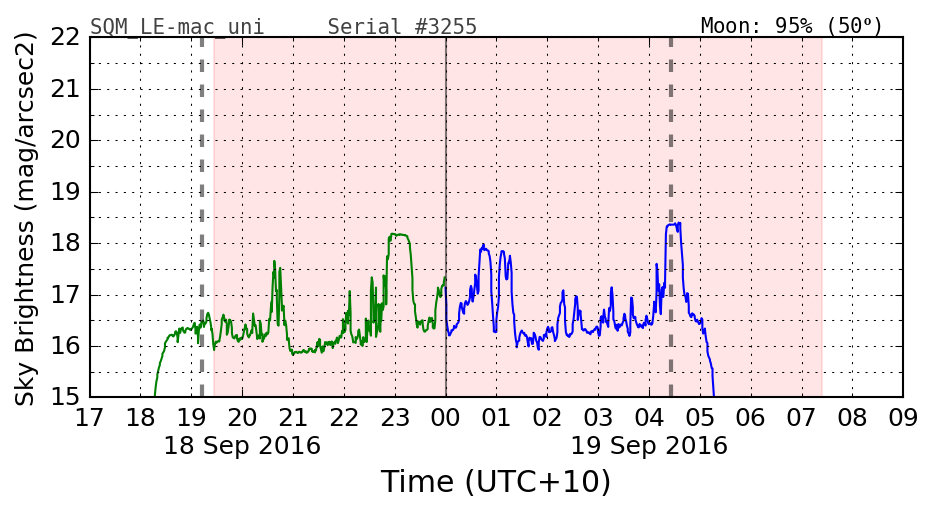 SQM_LE-mac_uni Serial #3255 Moon: 95% (50°)
Sky Brightness (mag/arcsec2)
22
21
20
19
18
17
16
15
17 18 19 20 21 22 23 00 01 02 03 04 05 06 07 08 09
18 Sep 2016 19 Sep 2016
Time (UTC+10)